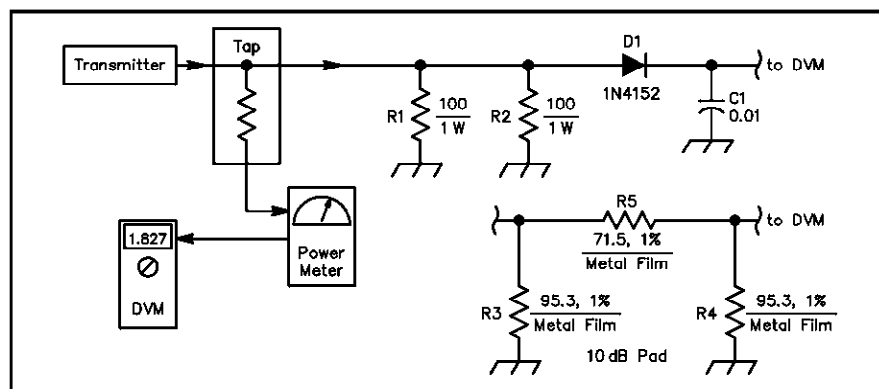 Transmitter
Tap
D1
1N4152
to DVM
C1
0.01
R1
100
1 W
R2
100
1 W
1.827
DVM
Power
Meter
R5
71.5, 1%
Metal Film
to DVM
R3
95.3, 1%
Metal Film
R4
95.3, 1%
Metal Film
10 dB Pad